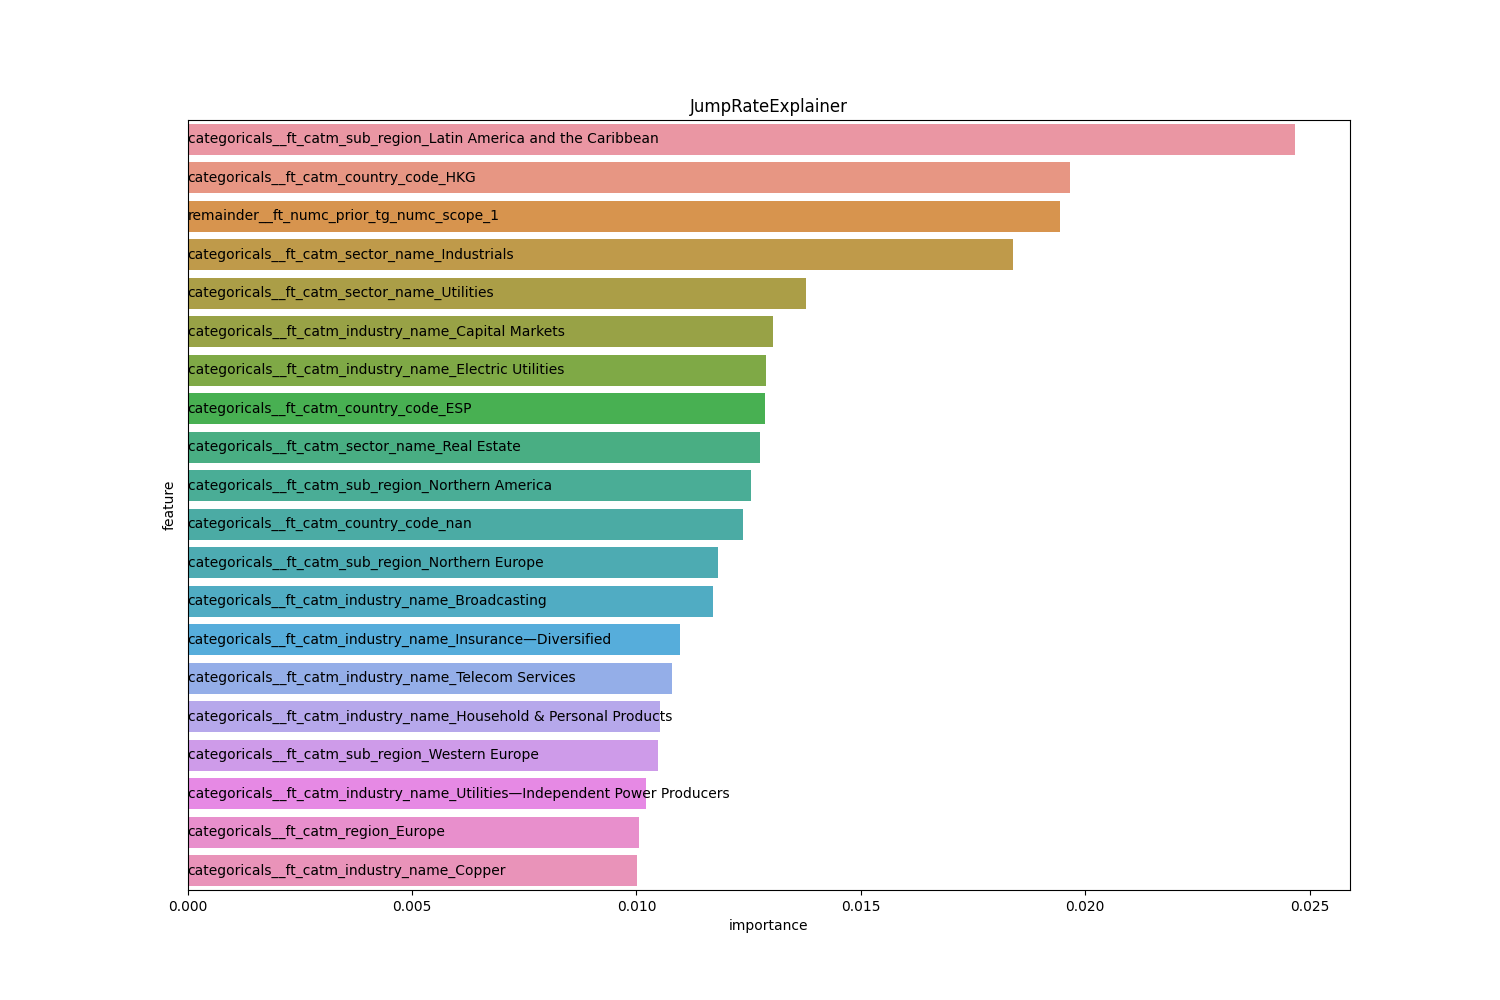 JumpRateExplainer
categoricals__ft_catm_sub_region_Latin America and the Caribbean
categoricals__ft_catm_country_code_HKG
remainder__ft_numc_prior_tg_numc_scope_1
categoricals__ft_catm_sector_name_Industrials
categoricals__ft_catm_sector_name_Utilities
categoricals__ft_catm_industry_name_Capital Markets
categoricals__ft_catm_industry_name_Electric Utilities
categoricals__ft_catm_country_code_ESP
categoricals__ft_catm_sector_name_Real Estate
categoricals__ft_catm_sub_region_Northern America
categoricals__ft_catm_country_code_nan
categoricals__ft_catm_sub_region_Northern Europe
categoricals__ft_catm_industry_name_Broadcasting
categoricals__ft_catm_industry_name_Insurance—Diversified
categoricals__ft_catm_industry_name_Telecom Services
categoricals__ft_catm_industry_name_Household & Personal Products
categoricals__ft_catm_sub_region_Western Europe
categoricals__ft_catm_industry_name_Utilities—Independent Power Producers
categoricals__ft_catm_region_Europe
categoricals__ft_catm_industry_name_Copper
feature
0.000 0.005 0.010 0.015 0.020 0.025
importance